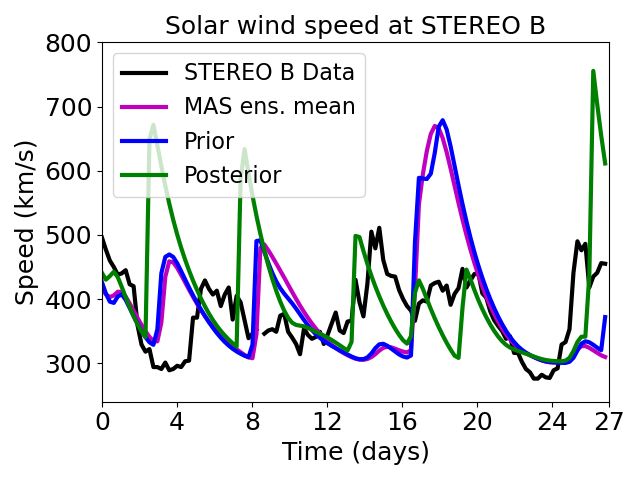 Solar wind speed at STEREO B
800
700
600
500
400
300
Speed (km/s)
STEREO B Data
MAS ens. mean
Prior
Posterior
0 4 8 12 16 20 24 27
Time (days)